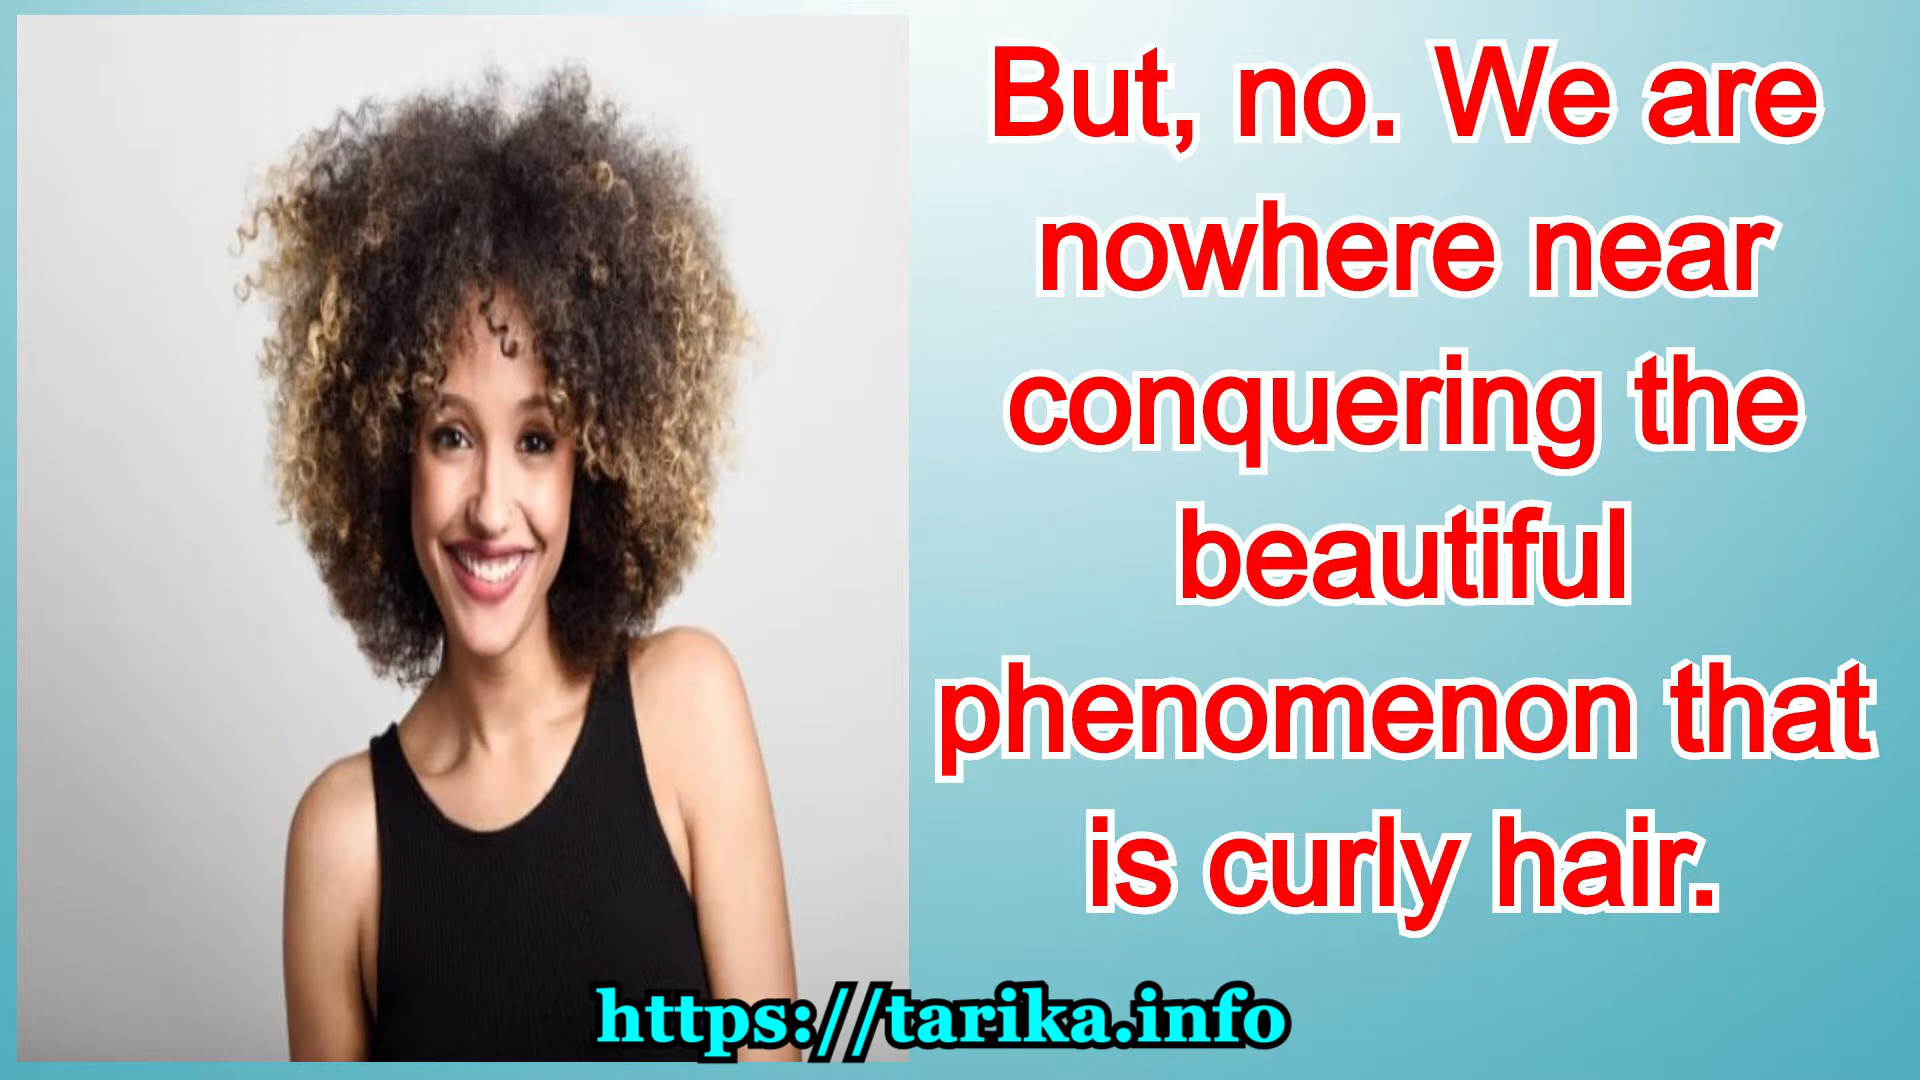 But, no. We are
nowhere near
conquering the
beautiful
phenomenon that
is curly hair.
https://tarika.info